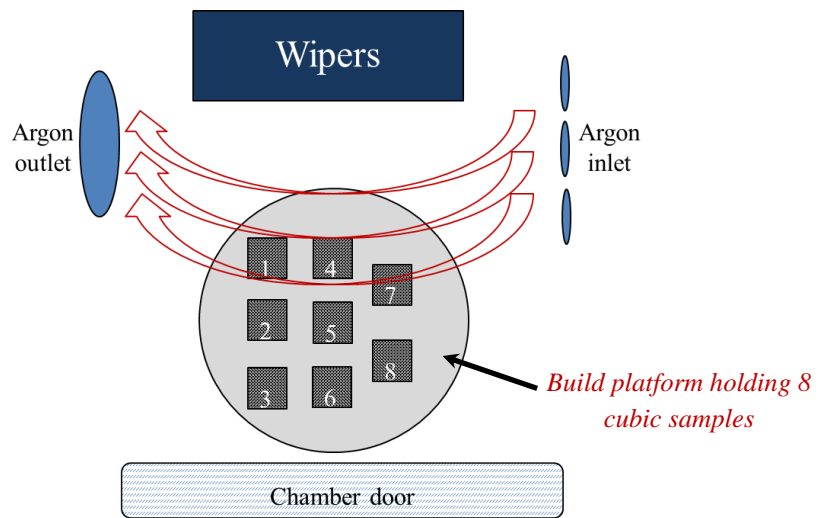 Wipers
Argon
outlet
Argon
inlet
1
4
7
2
5
8
3
6
Build platform holding 8
cubic samples
Chamber door